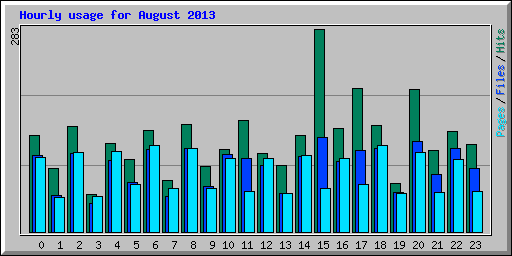 Hourly usage for August 2013
283
Pages/Files/Hits
0 1 2 3 4 5 6 7 8 9 10 11 12 13 14 15 16 17 18 19 20 21 22 23